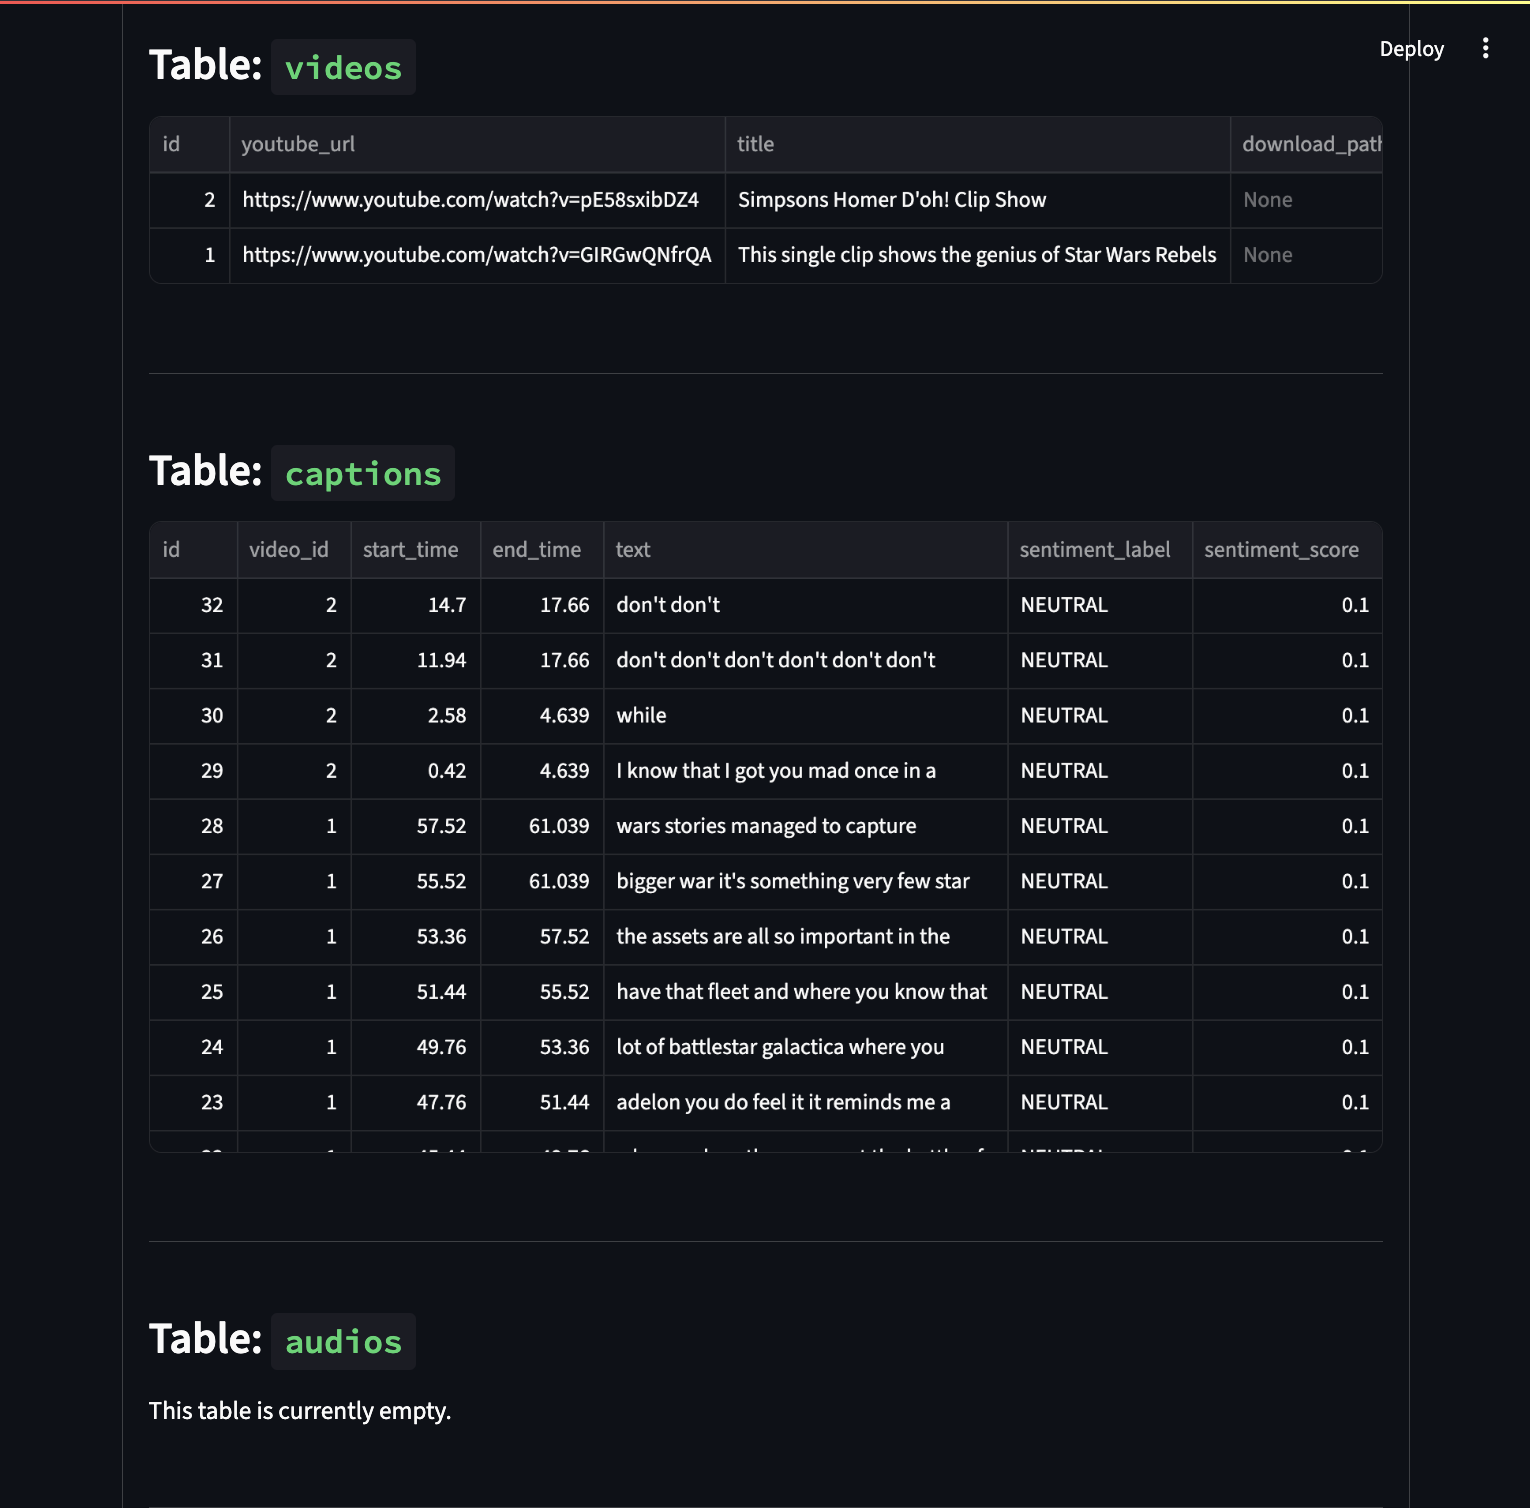 Deploy
Table: videos
id youtube_url title download_path
2 https://www.youtube.com/watch?v=pE58sxibDZ4 Simpsons Homer D'oh! Clip Show None
1 https://www.youtube.com/watch?v=GIRGwQNfrQA This single clip shows the genius of Star Wars Rebels None
Table: captions
id video_id start_time end_time text sentiment_label sentiment_score
32 2 14.7 17.66 don't don't NEUTRAL 0.1
31 2 11.94 17.66 don't don't don't don't don't don't NEUTRAL 0.1
30 2 2.58 4.639 while NEUTRAL 0.1
29 2 0.42 4.639 I know that I got you mad once in a NEUTRAL 0.1
28 1 57.52 61.039 wars stories managed to capture NEUTRAL 0.1
27 1 55.52 61.039 bigger war it's something very few star NEUTRAL 0.1
26 1 53.36 57.52 the assets are all so important in the NEUTRAL 0.1
25 1 51.44 55.52 have that fleet and where you know that NEUTRAL 0.1
24 1 49.76 53.36 lot of battlestar galactica where you NEUTRAL 0.1
23 1 47.76 51.44 adelon you do feel it it reminds me a NEUTRAL 0.1
Table: audios
This table is currently empty.